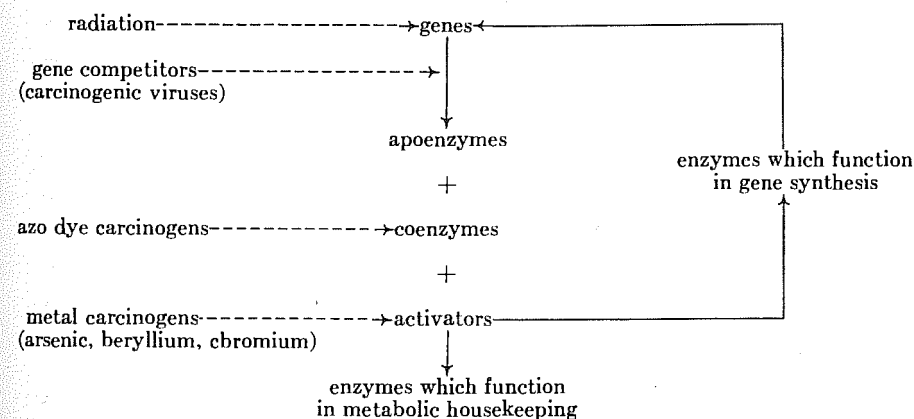 radiation
genes
gene competitors
(carcinogenic viruses)
apoenzymes
+
enzymes which function
in gene synthesis
azo dye carcinogens
coenzymes
+
metal carcinogens
(arsenic, beryllium, cbromium)
activators
enzymes which function
in metabolic housekeeping